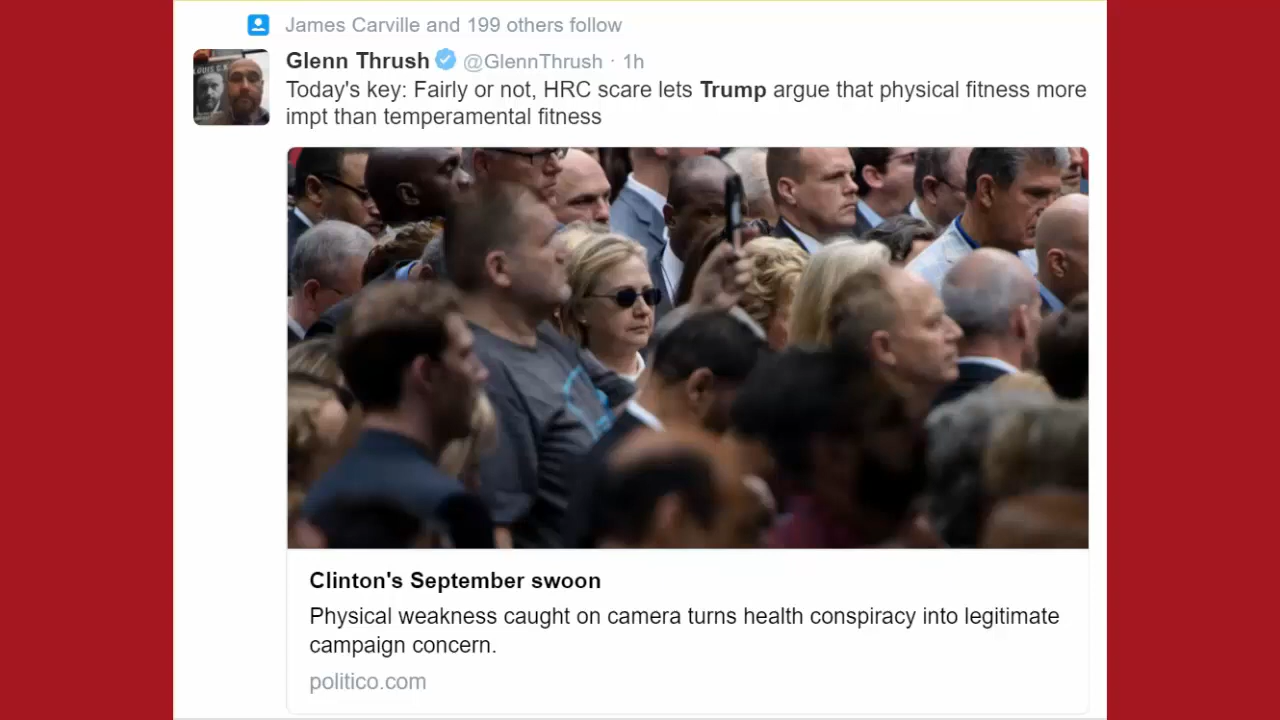 James Carville and 199 others follow
Glenn Thrush @GlennThrush · 1h
Today's key: Fairly or not, HRC scare lets Trump argue that physical fitness more
impt than temperamental fitness
Clinton's September swoon
Physical weakness caught on camera turns health conspiracy into legitimate
campaign concern.
politico.com